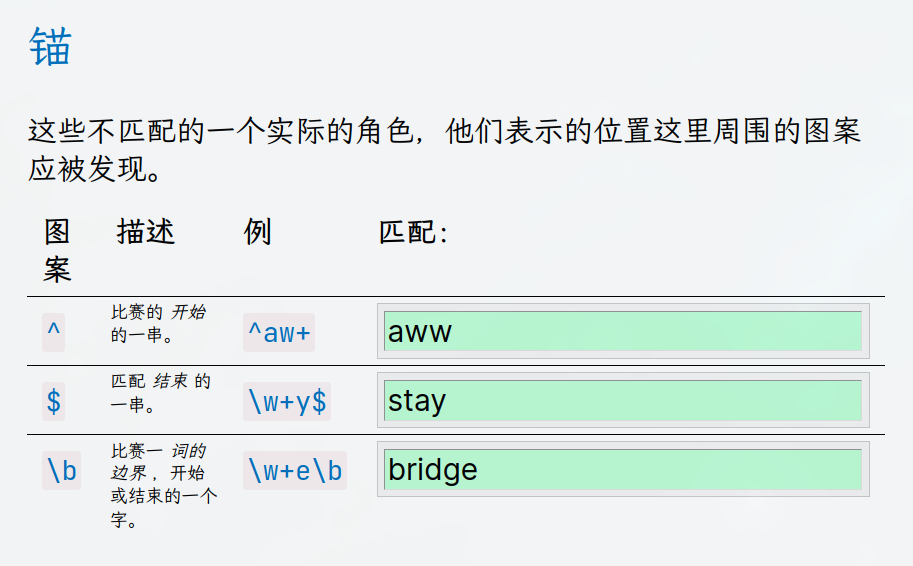 锚
这些不匹配的一个实际的角色，他们表示的位置这里周围的图案
应被发现。
图
案
描述
例
匹配：
^
比赛的 开始
的一串。
^aw+
aww
$
匹配 结束 的
一串。
\w+y$
stay
\b
比赛一 词的
边界 ，开始
或结束的一个
字。
\w+e\b
bridge